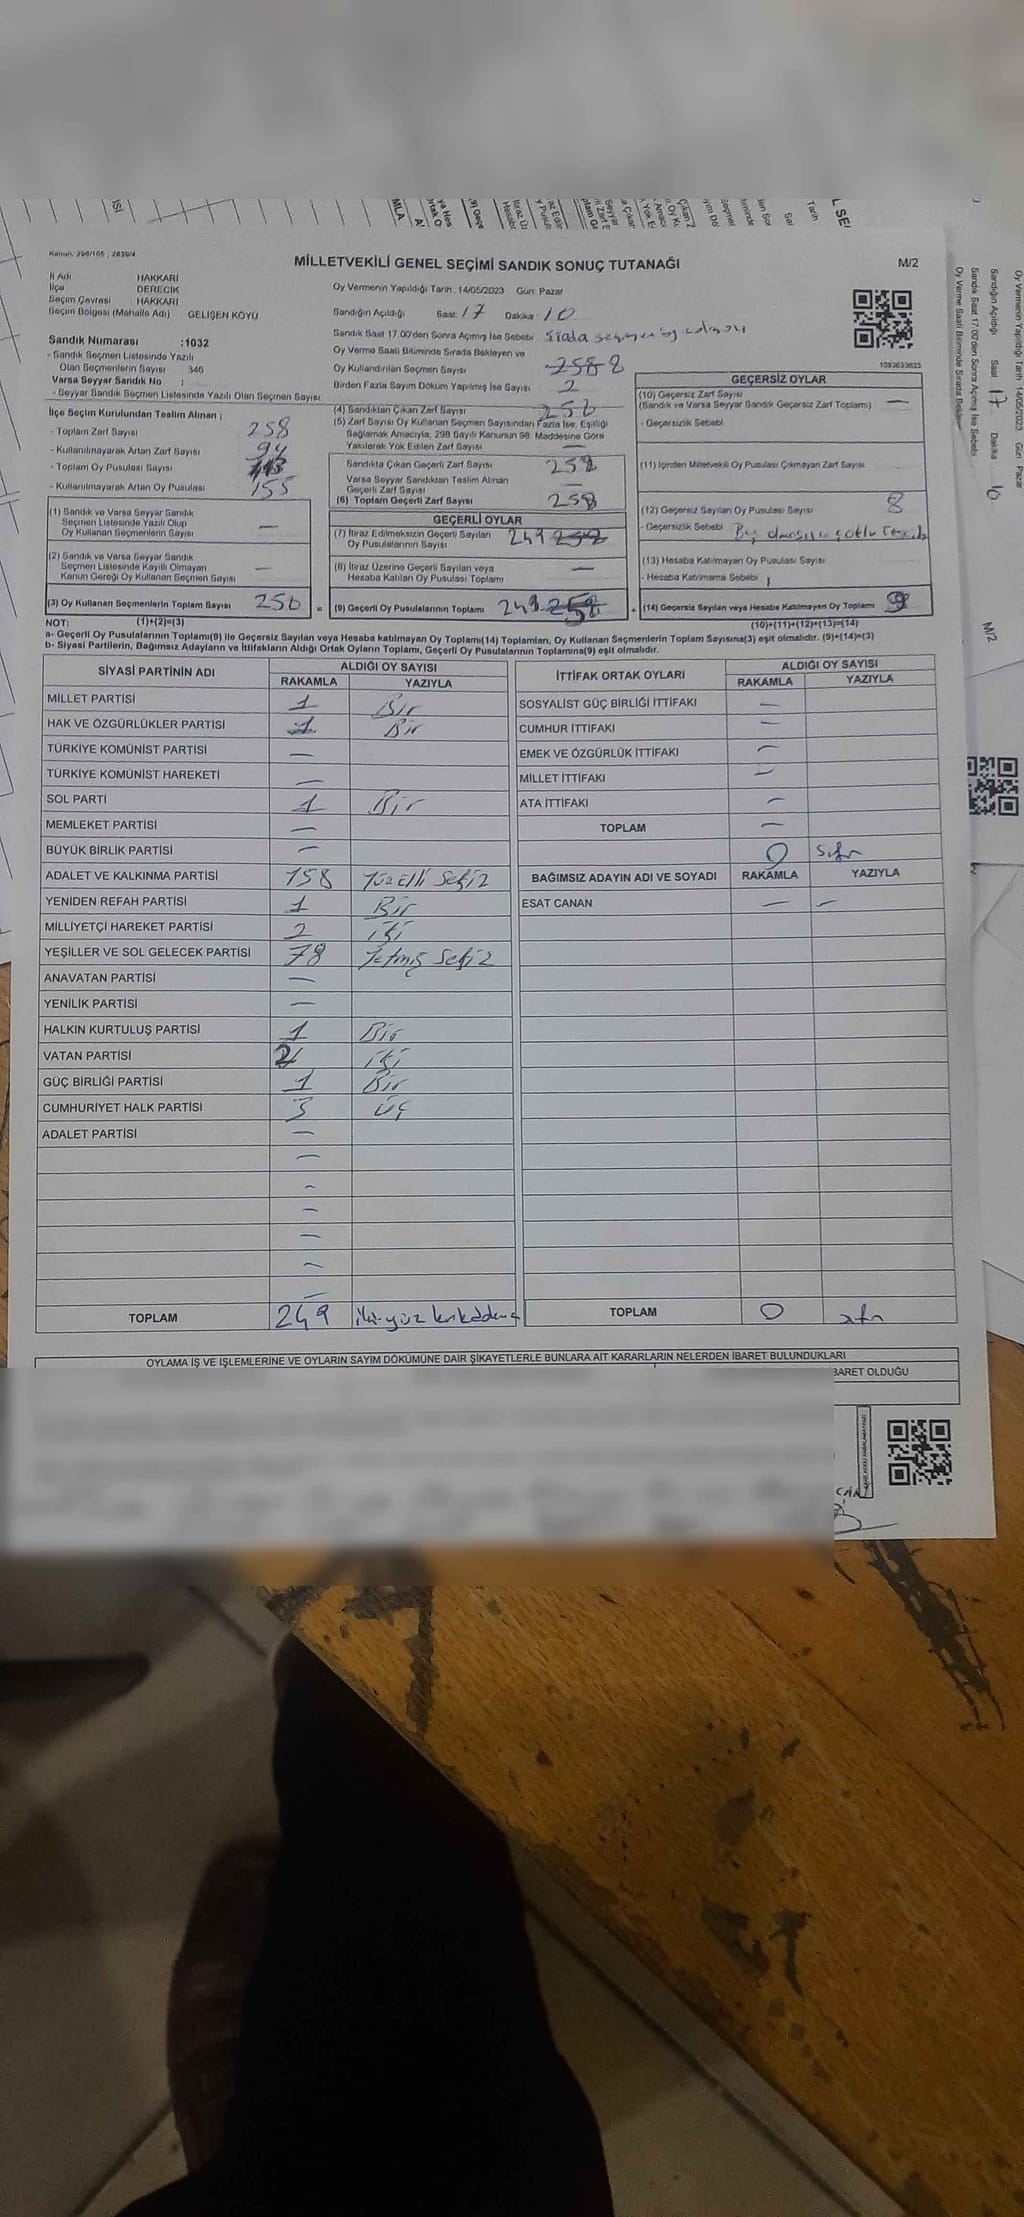 Kanun: 298/105 , 2839/4
MİLLETVEKİLİ GENEL SEÇİMİ SANDIK SONUÇ TUTANAĞI
M/2
İl Adı HAKKARİ
İlçe DERECİK
Seçim Çevresi : HAKKARİ
Seçim Bölgesi (Mahalle Adı) GELİŞEN KÖYÜ
Oy Vermenin Yapıldığı Tarih : 14/05/2023 Gün: Pazar
Sandığın Açıldığı Saat: 17 Dakika: 10
Sandık Saat 17.00'den Sonra Açmış İse Sebebi Sırada
Oy Verme Saati Bitiminde Sırada Bekleyen ve
Oy Kullandırılan Seçmen Sayısı
Birden Fazla Sayım Döküm Yapılmış İse Sayısı 2
Sandık Numarası :1032
- Sandık Seçmen Listesinde Yazılı
Olan Seçmenlerin Sayısı 346
Varsa Seyyar Sandık No :
- Seyyar Sandık Seçmen Listesinde Yazılı Olan Seçmen Sayısı
İlçe Seçim Kurulundan Teslim Alınan ;
- Toplam Zarf Sayısı 258
- Kullanılmayarak Artan Zarf Sayısı
- Toplam Oy Pusulası Sayısı
- Kullanılmayarak Artan Oy Pusulası 155
(1) Sandık ve Varsa Seyyar Sandık
Seçmen Listesinde Yazılı Olup
Oy Kullanan Seçmenlerin Sayısı —
(2) Sandık ve Varsa Seyyar Sandık
Seçmen Listesinde Kayıtlı Olmayan
Kanun Gereği Oy Kullanan Seçmen Sayısı —
(3) Oy Kullanan Seçmenlerin Toplam Sayısı 258 =
(4) Sandıktan Çıkan Zarf Sayısı 258
(5) Zarf Sayısı Oy Kullanan Seçmen Sayısından Fazla İse, Eşitliği
Sağlamak Amacıyla, 298 Sayılı Kanunun 98. Maddesine Göre
Yakılarak Yok Edilen Zarf Sayısı —
Sandıkta Çıkan Geçerli Zarf Sayısı 258
Varsa Seyyar Sandıktan Teslim Alınan
Geçerli Zarf Sayısı —
(6) Toplam Geçerli Zarf Sayısı 258
GEÇERLİ OYLAR
(7) İtiraz Edilmeksizin Geçerli Sayılan
Oy Pusulalarının Sayısı 249 258
(8) İtiraz Üzerine Geçerli Sayılan veya
Hesaba Katılan Oy Pusulası Toplamı —
(9) Geçerli Oy Pusulalarının Toplamı 249 258 +
1083633625
GEÇERSİZ OYLAR
(10) Geçersiz Zarf Sayısı
(Sandık ve Varsa Seyyar Sandık Geçersiz Zarf Toplamı) —
- Geçersizlik Sebebi
(11) İçinden Milletvekili Oy Pusulası Çıkmayan Zarf Sayısı
(12) Geçersiz Sayılan Oy Pusulası Sayısı 8
- Geçersizlik Sebebi
(13) Hesaba Katılmayan Oy Pusulası Sayısı
- Hesaba Katılmama Sebebi
(14) Geçersiz Sayılan veya Hesaba Katılmayan Oy Toplamı 9
NOT: (1)+(2)=(3) (10)+(11)+(12)+(13)=(14)
a- Geçerli Oy Pusulalarının Toplamı(9) ile Geçersiz Sayılan veya Hesaba katılmayan Oy Toplamı(14) Toplamları, Oy Kullanan Seçmenlerin Toplam Sayısına(3) eşit olmalıdır. (9)+(14)=(3)
b- Siyasi Partilerin, Bağımsız Adayların ve İttifakların Aldığı Oyların Toplamı, Geçerli Oy Pusulalarının Toplamına(9) eşit olmalıdır.
SİYASİ PARTİNİN ADI ALDIĞI OY SAYISI
RAKAMLA YAZIYLA
MİLLET PARTİSİ 1 Bir
HAK VE ÖZGÜRLÜKLER PARTİSİ 1 Bir
TÜRKİYE KOMÜNİST PARTİSİ —
TÜRKİYE KOMÜNİST HAREKETİ —
SOL PARTİ 1 Bir
MEMLEKET PARTİSİ —
BÜYÜK BİRLİK PARTİSİ —
ADALET VE KALKINMA PARTİSİ 158 Yüzelli Sekiz
YENİDEN REFAH PARTİSİ 1 Bir
MİLLİYETÇİ HAREKET PARTİSİ 2 iki
YEŞİLLER VE SOL GELECEK PARTİSİ 78 Yetmiş Sekiz
ANAVATAN PARTİSİ —
YENİLİK PARTİSİ —
HALKIN KURTULUŞ PARTİSİ 1 Bir
VATAN PARTİSİ 2 iki
GÜÇ BİRLİĞİ PARTİSİ 1 Bir
CUMHURİYET HALK PARTİSİ 3 üç
ADALET PARTİSİ —
TOPLAM 249
İTTİFAK ORTAK OYLARI ALDIĞI OY SAYISI
RAKAMLA YAZIYLA
SOSYALİST GÜÇ BİRLİĞİ İTTİFAKI —
CUMHUR İTTİFAKI —
EMEK VE ÖZGÜRLÜK İTTİFAKI —
MİLLET İTTİFAKI —
ATA İTTİFAKI —
TOPLAM —
0 sıfır
BAĞIMSIZ ADAYIN ADI VE SOYADI RAKAMLA YAZIYLA
ESAT CANAN — —
TOPLAM 0 sıfır
OYLAMA İŞ VE İŞLEMLERİNE VE OYLARIN SAYIM DÖKÜMÜNE DAİR ŞİKAYETLERLE BUNLARA AİT KARARLARIN NELERDEN İBARET BULUNDUKLARI
BARET OLDUĞU